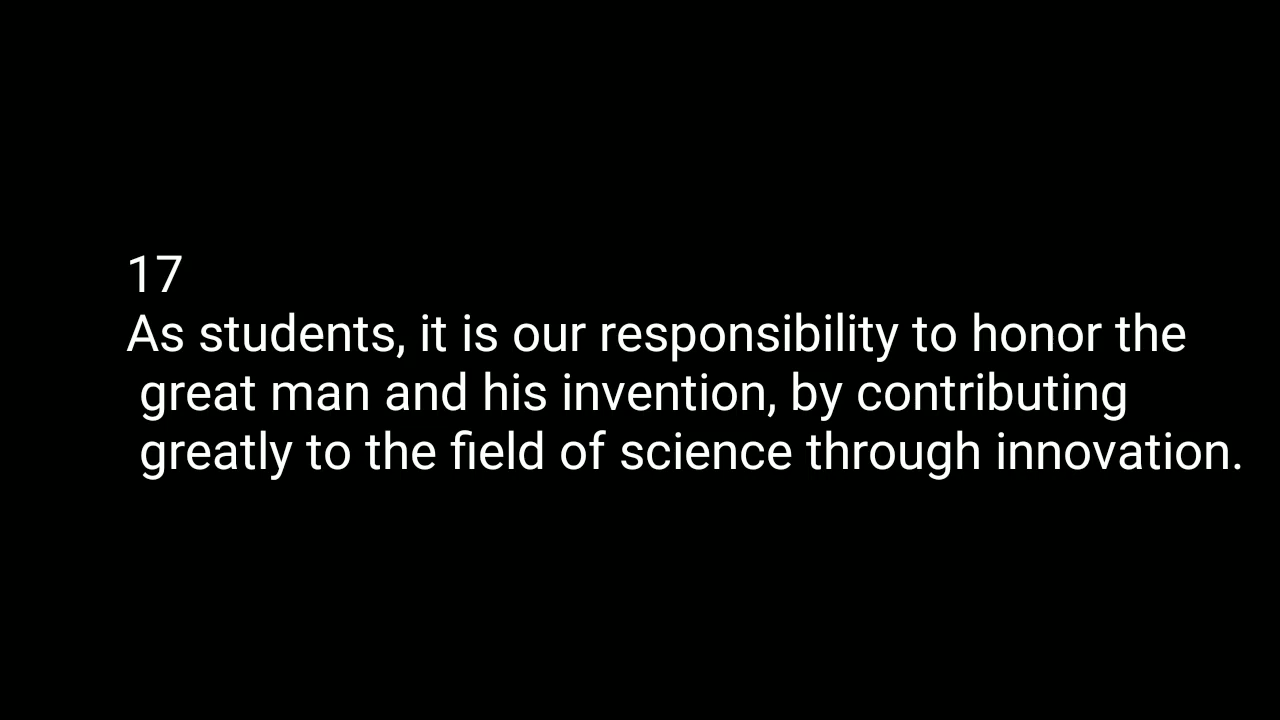 17
As students, it is our responsibility to honor the
great man and his invention, by contributing
greatly to the field of science through innovation.